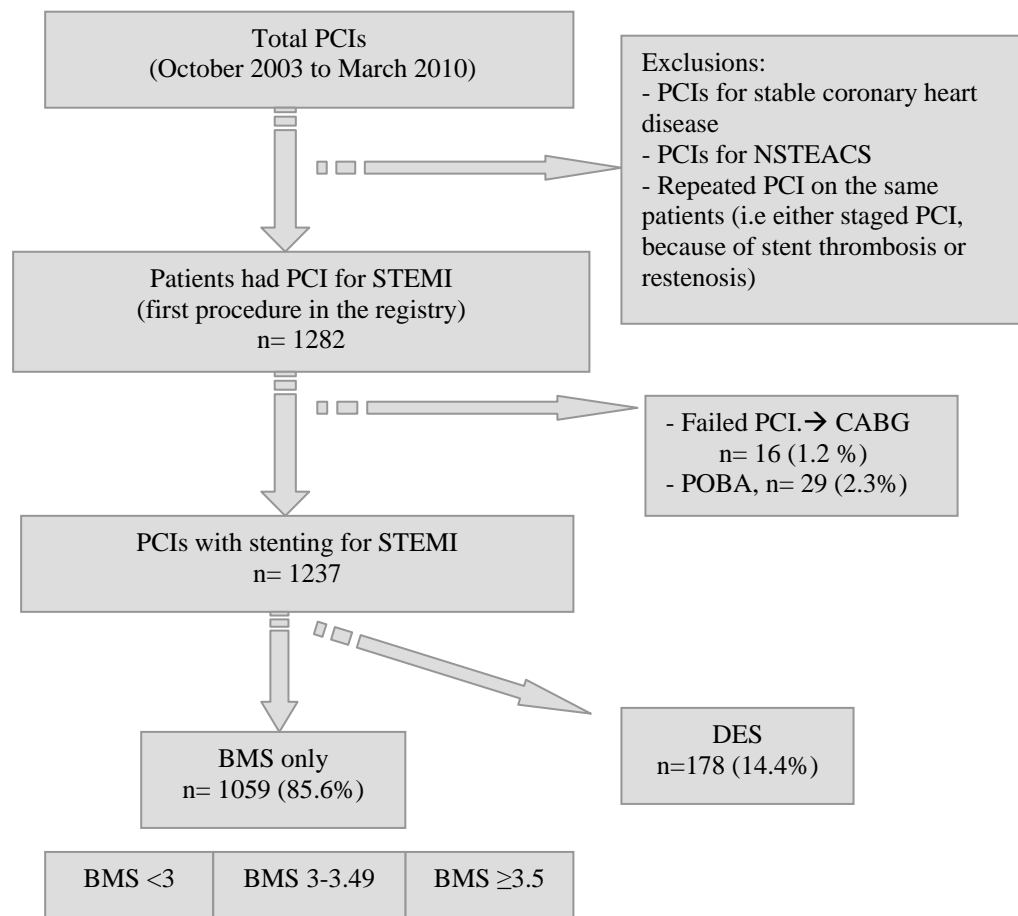 Total PCIs
(October 2003 to March 2010)
Exclusions:
- PCIs for stable coronary heart
disease
- PCIs for NSTEACS
- Repeated PCI on the same
patients (i.e either staged PCI,
because of stent thrombosis or
restenosis)
Patients had PCI for STEMI
(first procedure in the registry)
n= 1282
- Failed PCI.→ CABG
n= 16 (1.2 %)
- POBA, n= 29 (2.3%)
PCIs with stenting for STEMI
n= 1237
BMS only
n= 1059 (85.6%)
DES
n=178 (14.4%)
BMS <3
BMS 3-3.49
BMS ≥3.5